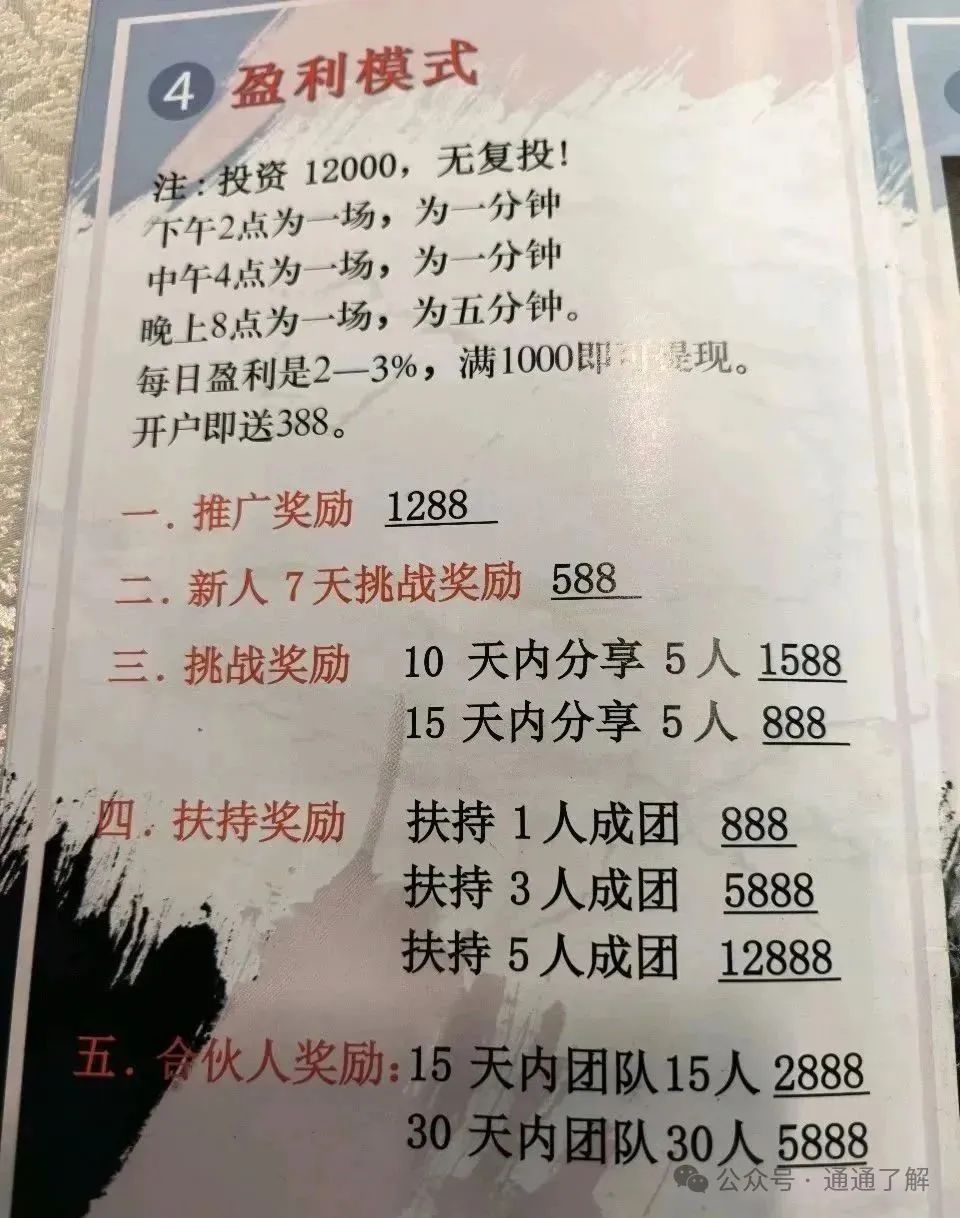 4 盈利模式
注：投资 12000，无复投！
下午2点为一场，为一分钟
中午4点为一场，为一分钟
晚上8点为一场，为五分钟。
每日盈利是2—3%，满1000即可提现。
开户即送388。
一. 推广奖励 1288
二. 新人 7 天挑战奖励 588
三. 挑战奖励 10 天内分享 5 人 1588
15 天内分享 5 人 888
四. 扶持奖励 扶持 1 人成团 888
扶持 3 人成团 5888
扶持 5 人成团 12888
五. 合伙人奖励: 15 天内团队15人 2888
30 天内团队30人 5888
公众号·通通了解